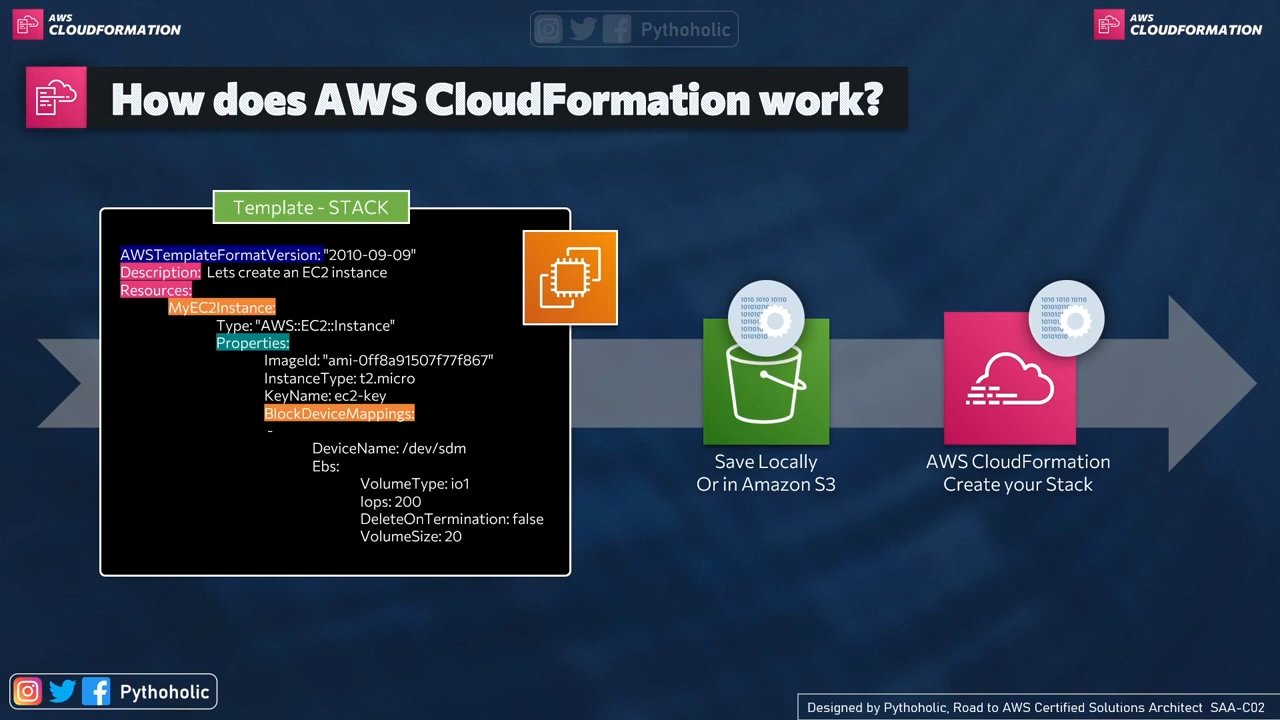 AWS
CLOUDFORMATION
Pythoholic
AWS
CLOUDFORMATION
How does AWS CloudFormation work?
Template - STACK
AWSTemplateFormatVersion: "2010-09-09"
Description: Lets create an EC2 instance
Resources:
MyEC2Instance:
Type: "AWS::EC2::Instance"
Properties:
ImageId: "ami-0ff8a91507f77f867"
InstanceType: t2.micro
KeyName: ec2-key
BlockDeviceMappings:
-
DeviceName: /dev/sdm
Ebs:
VolumeType: io1
Iops: 200
DeleteOnTermination: false
VolumeSize: 20
Save Locally
Or in Amazon S3
AWS CloudFormation
Create your Stack
Pythoholic
Designed by Pythoholic, Road to AWS Certified Solutions Architect SAA-C02